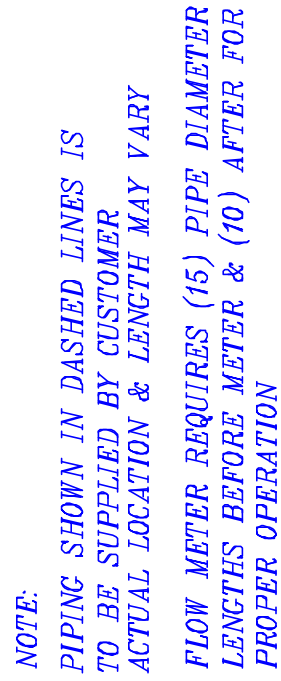 NOTE:
PIPING SHOWN IN DASHED LINES IS
TO BE SUPPLIED BY CUSTOMER
ACTUAL LOCATION & LENGTH MAY VARY
FLOW METER REQUIRES (15) PIPE DIAMETER
LENGTHS BEFORE METER & (10) AFTER FOR
PROPER OPERATION